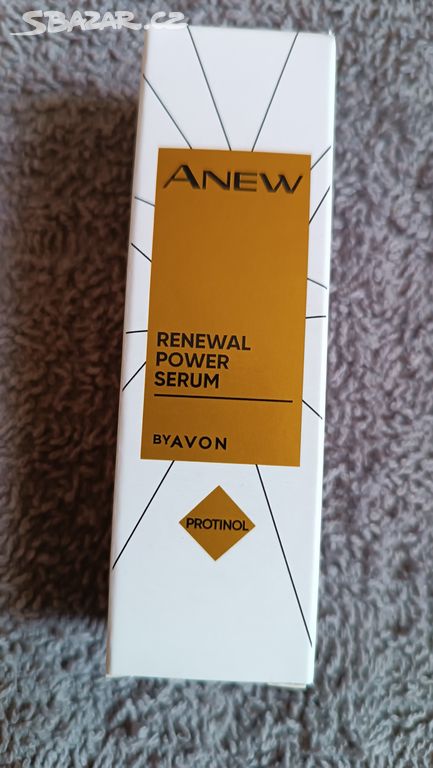 SBAZAR.CZ
ANEW
RENEWAL
POWER
SERUM
BY AVON
PROTINOL